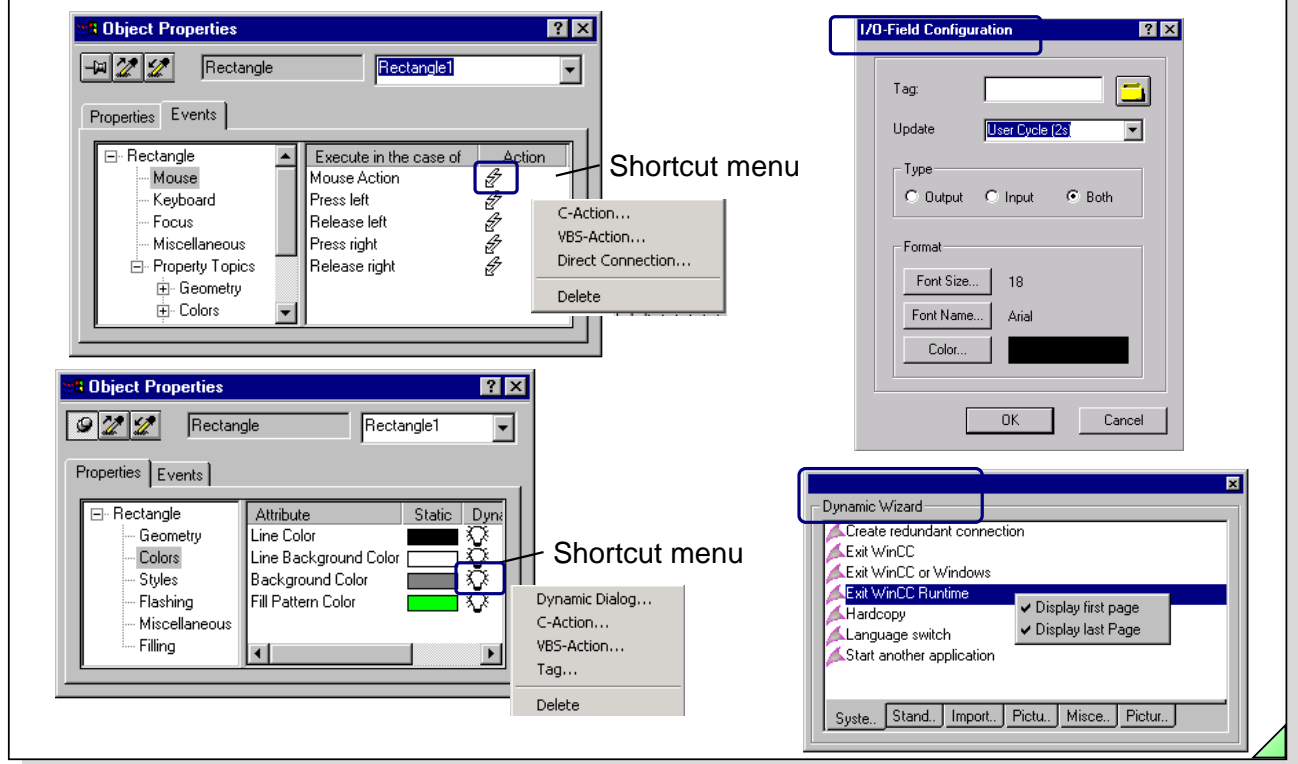 Object Properties
Rectangle
Rectangle1
Properties
Events
Rectangle
Mouse
Keyboard
Focus
Miscellaneous
Property Topics
Geometry
Colors
Execute in the case of
Action
Mouse Action
Press left
Release left
Press right
Release right
Shortcut menu
C-Action...
VBS-Action...
Direct Connection...
Delete
I/O-Field Configuration
Tag:
Update
User Cycle (2s)
Type
Output
Input
Both
Format
Font Size...
18
Font Name...
Arial
Color...
OK
Cancel
Object Properties
Rectangle
Rectangle1
Properties
Events
Rectangle
Geometry
Colors
Styles
Flashing
Miscellaneous
Filling
Attribute
Static
Dyna
Line Color
Line Background Color
Background Color
Fill Pattern Color
Shortcut menu
Dynamic Dialog...
C-Action...
VBS-Action...
Tag...
Delete
Dynamic Wizard
Create redundant connection
Exit WinCC
Exit WinCC or Windows
Exit WinCC Runtime
Hardcopy
Language switch
Start another application
Display first page
Display last Page
Syste..
Stand..
Import..
Pictu..
Misce..
Pictur..